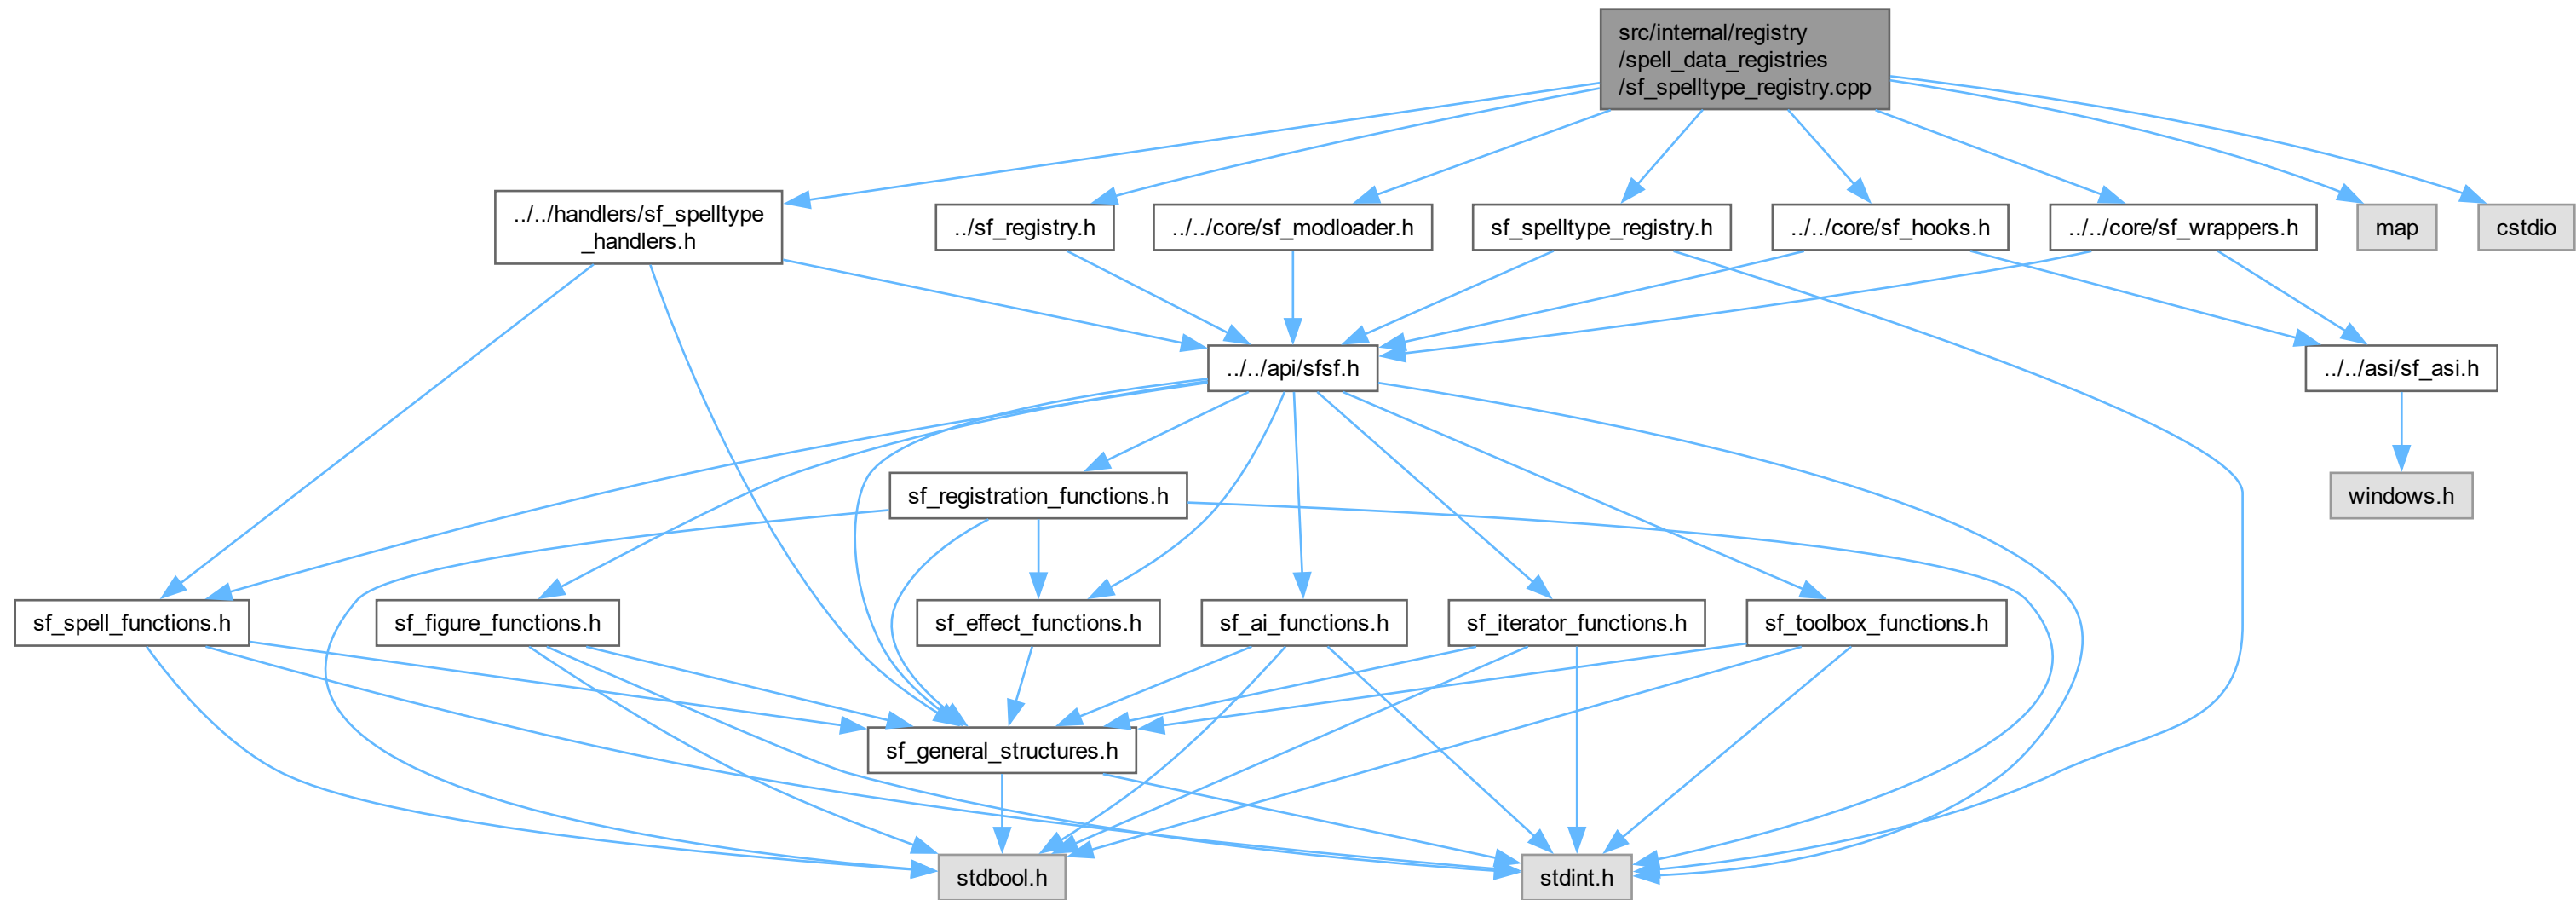 src/internal/registry
/spell_data_registries
/sf_spelltype_registry.cpp
../../handlers/sf_spelltype
_handlers.h
../sf_registry.h
../../core/sf_modloader.h
sf_spelltype_registry.h
../../core/sf_hooks.h
../../core/sf_wrappers.h
map
cstdio
../../api/sfsf.h
../../asi/sf_asi.h
sf_registration_functions.h
windows.h
sf_spell_functions.h
sf_figure_functions.h
sf_effect_functions.h
sf_ai_functions.h
sf_iterator_functions.h
sf_toolbox_functions.h
sf_general_structures.h
stdbool.h
stdint.h